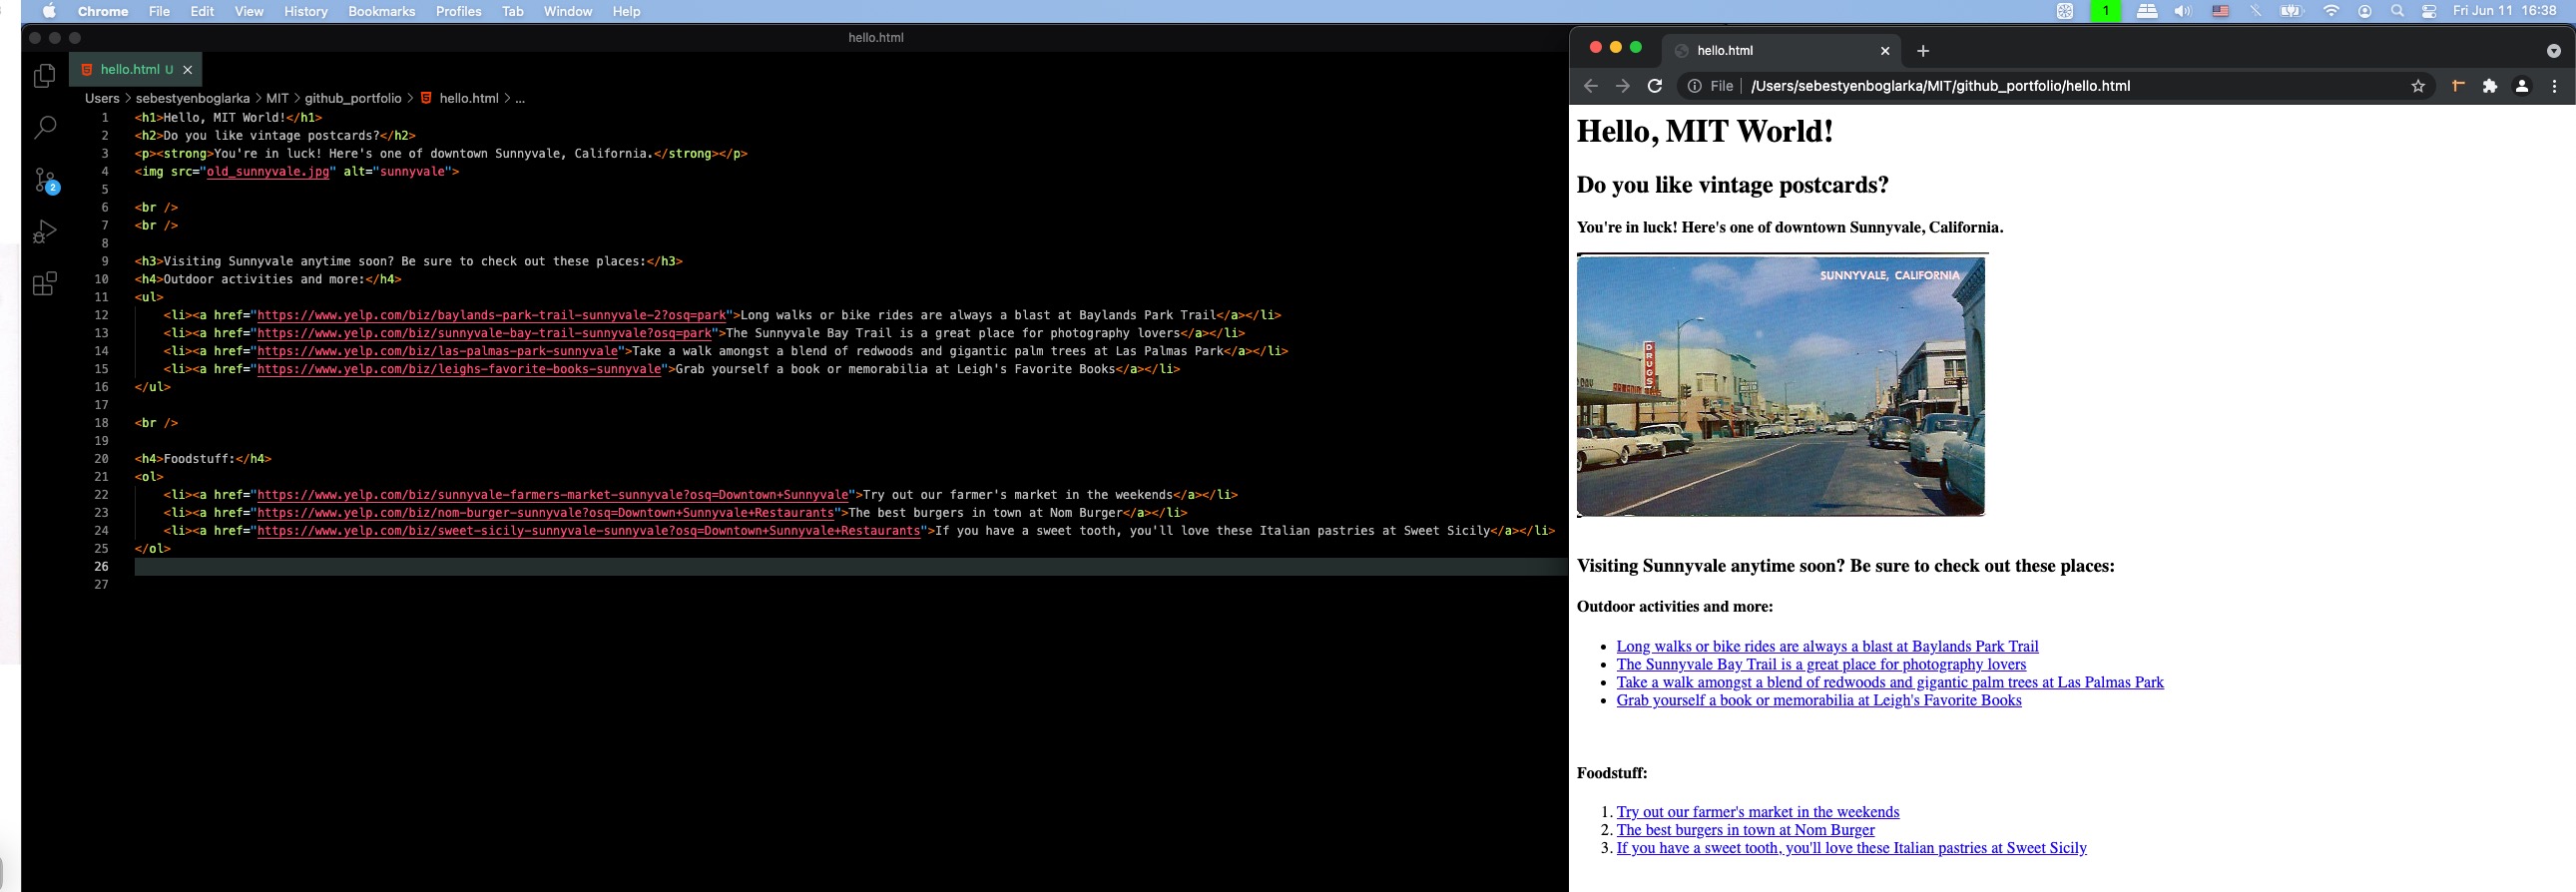 Chrome File Edit View History Bookmarks Profiles Tab Window Help
1
Fri Jun 11 16:38
hello.html
hello.html U
Users > sebestyenboglarka > MIT > github_portfolio > hello.html > ...
2
1 <h1>Hello, MIT World!</h1>
2 <h2>Do you like vintage postcards?</h2>
3 <p><strong>You're in luck! Here's one of downtown Sunnyvale, California.</strong></p>
4 <img src="old_sunnyvale.jpg" alt="sunnyvale">
5
6 <br />
7 <br />
8
9 <h3>Visiting Sunnyvale anytime soon? Be sure to check out these places:</h3>
10 <h4>Outdoor activities and more:</h4>
11 <ul>
12 <li><a href="https://www.yelp.com/biz/baylands-park-trail-sunnyvale-2?osq=park">Long walks or bike rides are always a blast at Baylands Park Trail</a></li>
13 <li><a href="https://www.yelp.com/biz/sunnyvale-bay-trail-sunnyvale?osq=park">The Sunnyvale Bay Trail is a great place for photography lovers</a></li>
14 <li><a href="https://www.yelp.com/biz/las-palmas-park-sunnyvale">Take a walk amongst a blend of redwoods and gigantic palm trees at Las Palmas Park</a></li>
15 <li><a href="https://www.yelp.com/biz/leighs-favorite-books-sunnyvale">Grab yourself a book or memorabilia at Leigh's Favorite Books</a></li>
16 </ul>
17
18 <br />
19
20 <h4>Foodstuff:</h4>
21 <ol>
22 <li><a href="https://www.yelp.com/biz/sunnyvale-farmers-market-sunnyvale?osq=Downtown+Sunnyvale">Try out our farmer's market in the weekends</a></li>
23 <li><a href="https://www.yelp.com/biz/nom-burger-sunnyvale?osq=Downtown+Sunnyvale+Restaurants">The best burgers in town at Nom Burger</a></li>
24 <li><a href="https://www.yelp.com/biz/sweet-sicily-sunnyvale-sunnyvale?osq=Downtown+Sunnyvale+Restaurants">If you have a sweet tooth, you'll love these Italian pastries at Sweet Sicily</a></li>
25 </ol>
26
27
hello.html
File | /Users/sebestyenboglarka/MIT/github_portfolio/hello.html
Hello, MIT World!
Do you like vintage postcards?
You're in luck! Here's one of downtown Sunnyvale, California.
SUNNYVALE, CALIFORNIA
DRUGS
Visiting Sunnyvale anytime soon? Be sure to check out these places:
Outdoor activities and more:
• Long walks or bike rides are always a blast at Baylands Park Trail
• The Sunnyvale Bay Trail is a great place for photography lovers
• Take a walk amongst a blend of redwoods and gigantic palm trees at Las Palmas Park
• Grab yourself a book or memorabilia at Leigh's Favorite Books
Foodstuff:
1. Try out our farmer's market in the weekends
2. The best burgers in town at Nom Burger
3. If you have a sweet tooth, you'll love these Italian pastries at Sweet Sicily